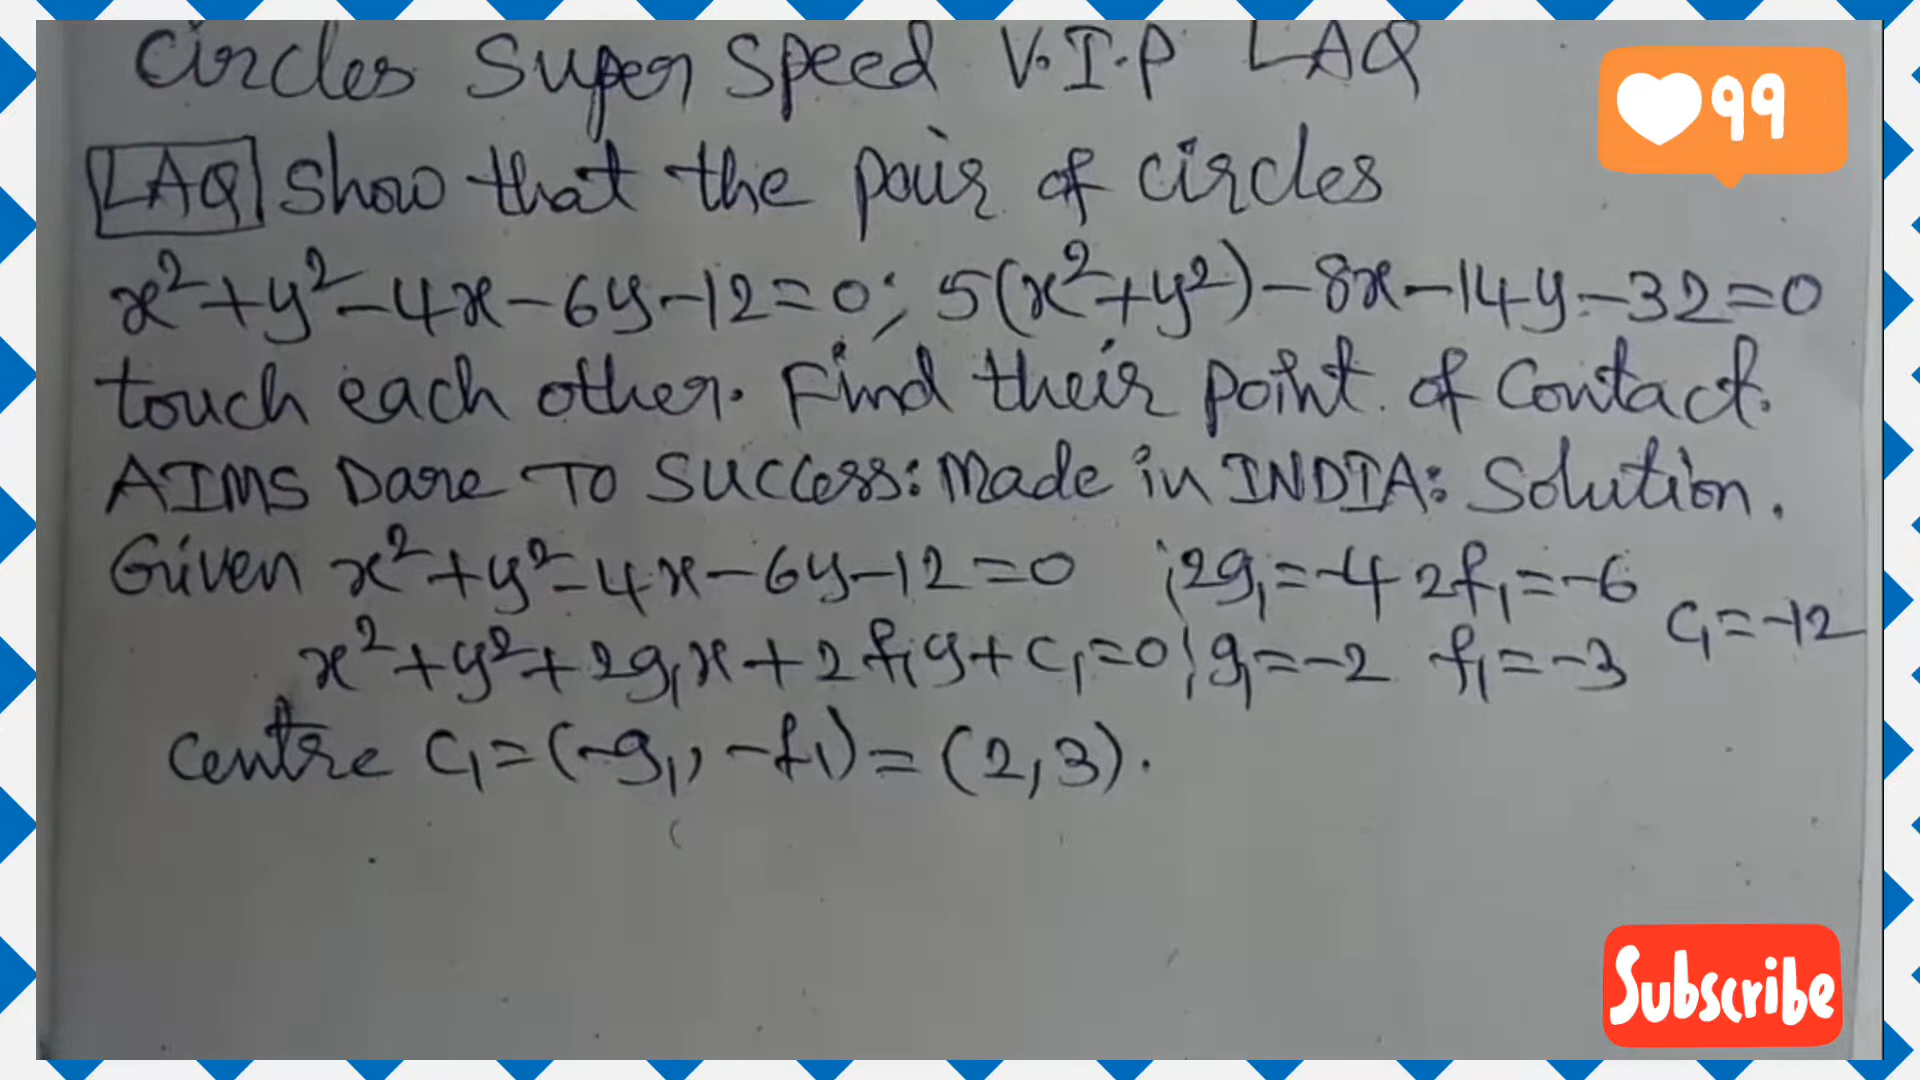 Circles Super Speed V.I.P LAQ
99
LAQ Show that the pair of circles
x²+y²-4x-6y-12=0; 5(x²+y²)-8x-14y-32=0
touch each other. Find their point of Contact.
AIMS Dare To Success: Made in INDIA: Solution.
Given x²+y²-4x-6y-12=0 ; 2g₁=-4 2f₁=-6
x²+y²+2g₁x+2f₁y+c₁=0; g₁=-2 f₁=-3 c₁=-12
Centre C₁=(-g₁, -f₁)=(2,3).
Subscribe